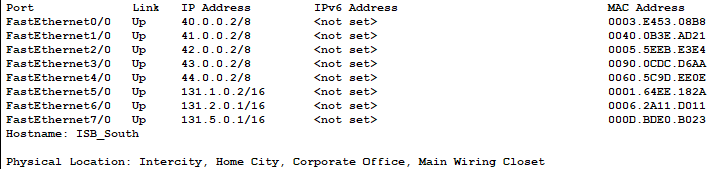 Port Link IP Address IPv6 Address MAC Address
FastEthernet0/0 Up 40.0.0.2/8 <not set> 0003.E453.08B8
FastEthernet1/0 Up 41.0.0.2/8 <not set> 0040.0B3E.AD21
FastEthernet2/0 Up 42.0.0.2/8 <not set> 0005.5EEB.E3E4
FastEthernet3/0 Up 43.0.0.2/8 <not set> 0090.0CDC.D6AA
FastEthernet4/0 Up 44.0.0.2/8 <not set> 0060.5C9D.EE0E
FastEthernet5/0 Up 131.1.0.2/16 <not set> 0001.64EE.182A
FastEthernet6/0 Up 131.2.0.1/16 <not set> 0006.2A11.D011
FastEthernet7/0 Up 131.5.0.1/16 <not set> 000D.BDE0.B023
Hostname: ISB_South
Physical Location: Intercity, Home City, Corporate Office, Main Wiring Closet